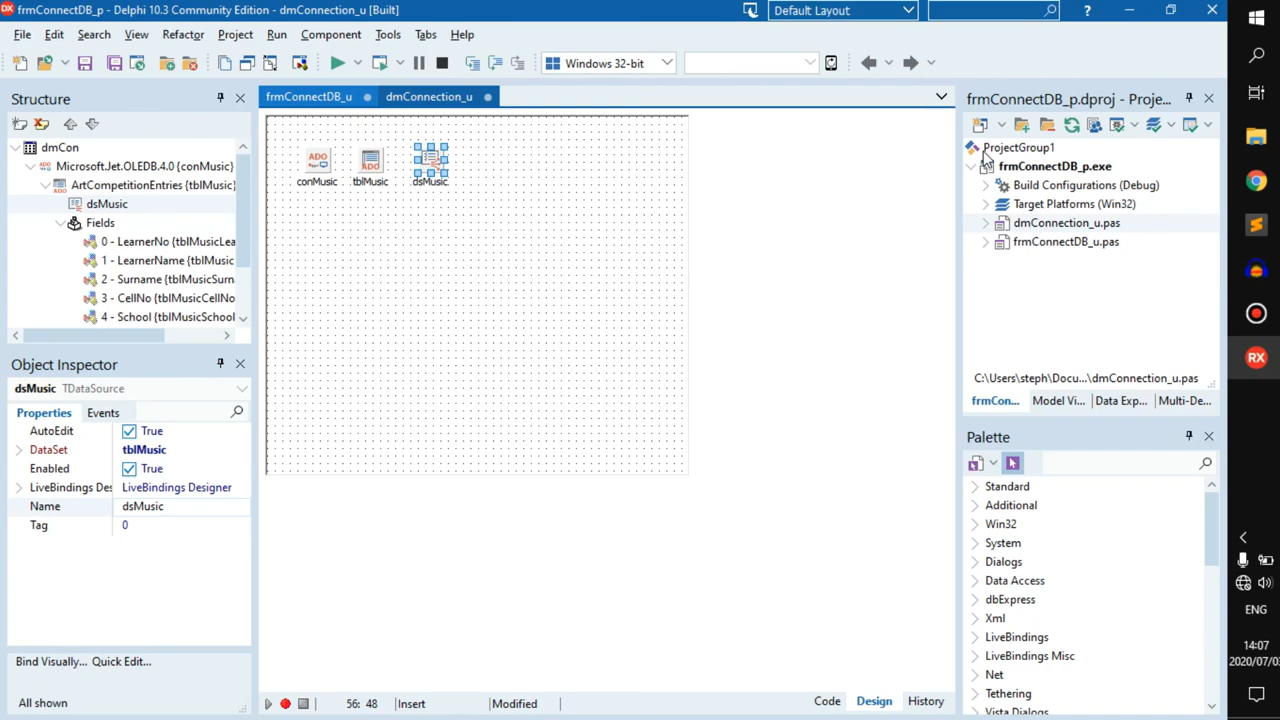 DX frmConnectDB_p - Delphi 10.3 Community Edition - dmConnection_u [Built]
Default Layout
?
File Edit Search View Refactor Project Run Component Tools Tabs Help
Windows 32-bit
Structure
dmCon
MicrosoftJet.OLEDB.4.0 {conMusic}
ArtCompetitionEntries {tblMusic}
dsMusic
Fields
0 - LearnerNo {tblMusicLea
1 - LearnerName {tblMusic
2 - Surname {tblMusicSurn
3 - CellNo {tblMusicCellNo
4 - School {tblMusicSchool
Object Inspector
dsMusic TDataSource
Properties Events
AutoEdit True
DataSet tblMusic
Enabled True
LiveBindings Des LiveBindings Designer
Name dsMusic
Tag 0
Bind Visually... Quick Edit...
All shown
frmConnectDB_u dmConnection_u
ADO
ADO
conMusic tblMusic dsMusic
56: 48 Insert Modified
Code Design History
frmConnectDB_p.dproj - Proje...
ProjectGroup1
frmConnectDB_p.exe
Build Configurations (Debug)
Target Platforms (Win32)
dmConnection_u.pas
frmConnectDB_u.pas
C:\Users\steph\Docu...\dmConnection_u.pas
frmCon... Model Vi... Data Exp... Multi-De...
Palette
Standard
Additional
Win32
System
Dialogs
Data Access
dbExpress
Xml
LiveBindings
LiveBindings Misc
Net
Tethering
Vista Dialogs
RX
ENG
14:07
2020/07/0